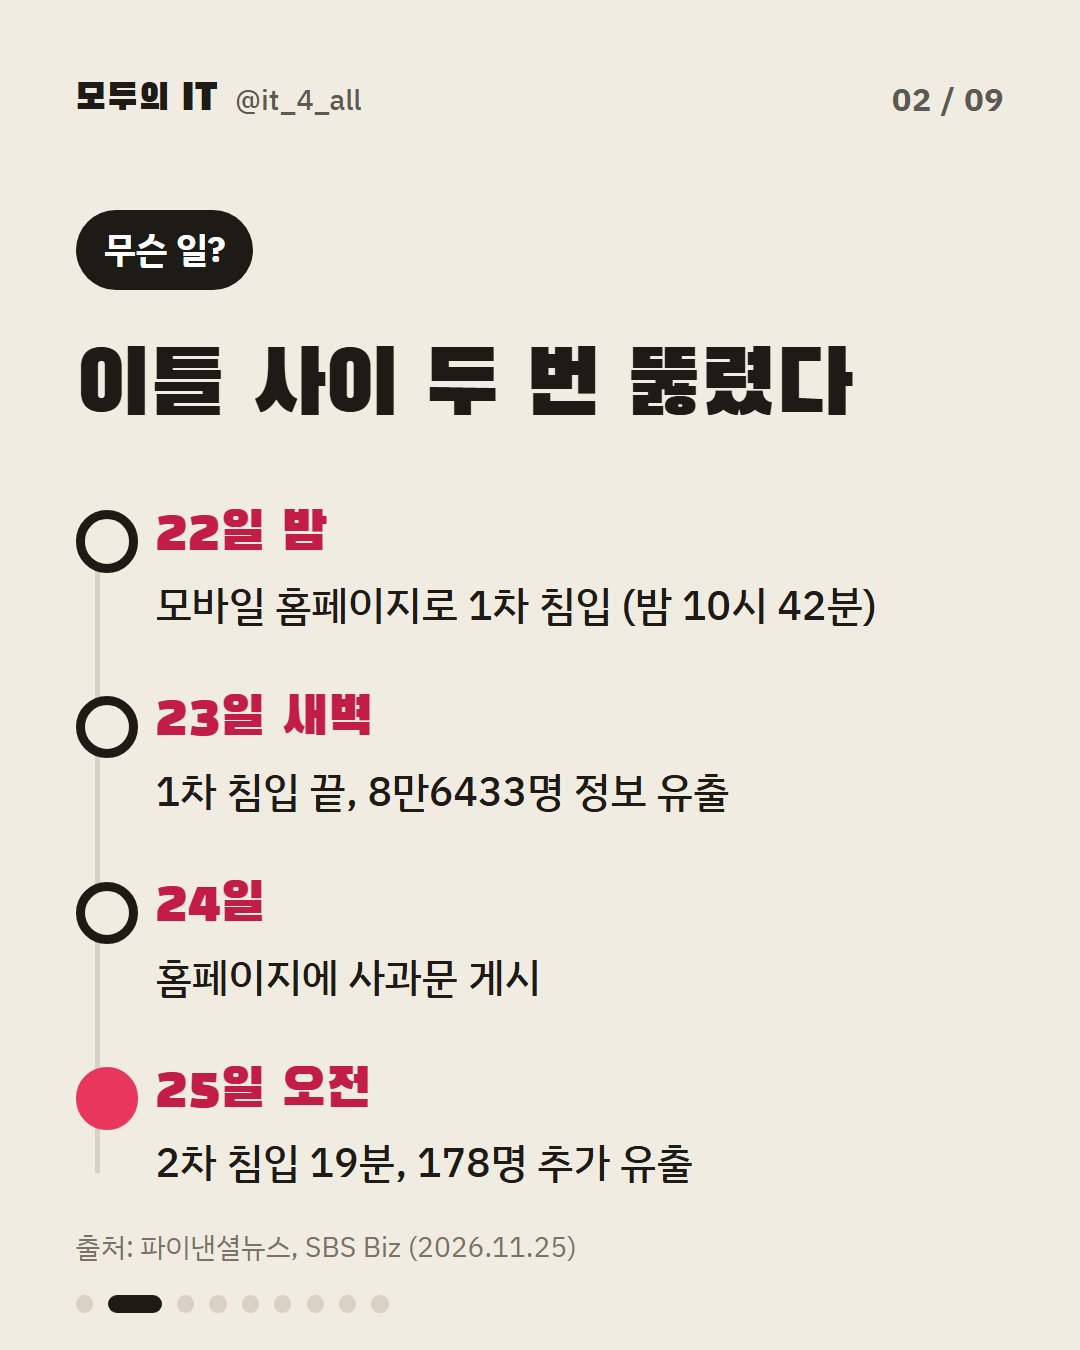 모두의 IT @it_4_all
02 / 09
무슨 일?
이틀 사이 두 번 뚫렸다
22일 밤
모바일 홈페이지로 1차 침입 (밤 10시 42분)
23일 새벽
1차 침입 끝, 8만6433명 정보 유출
24일
홈페이지에 사과문 게시
25일 오전
2차 침입 19분, 178명 추가 유출
출처: 파이낸셜뉴스, SBS Biz (2026.11.25)